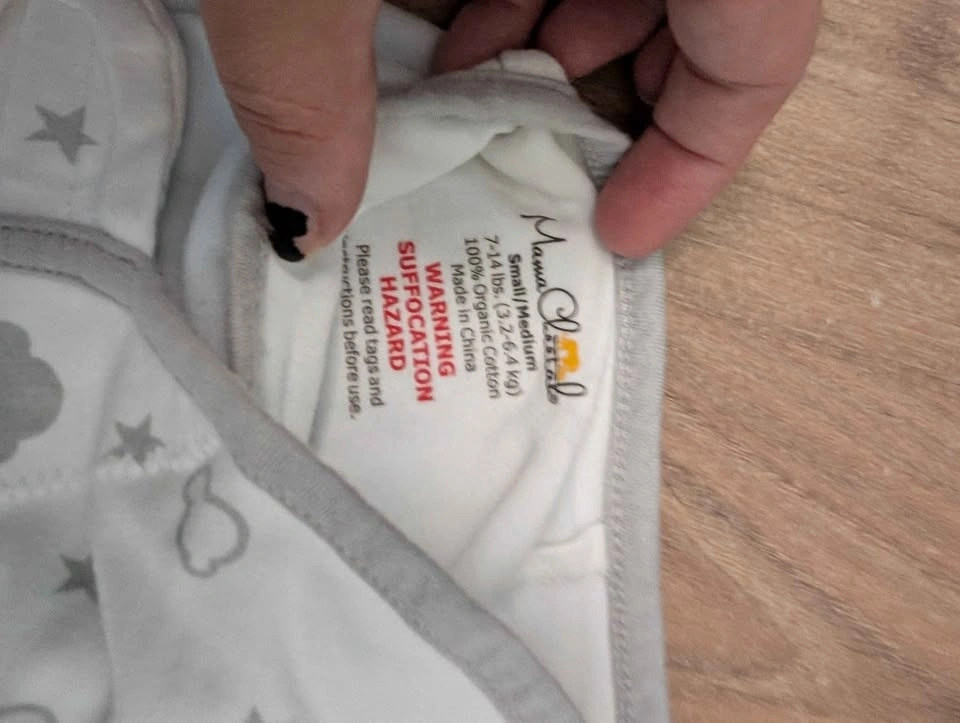 Mama
Small/Medium
7-14 lbs. (3.2-6.4 kg)
100% Organic Cotton
Made in China
WARNING
SUFFOCATION
HAZARD
Please read tags and
instructions before use.